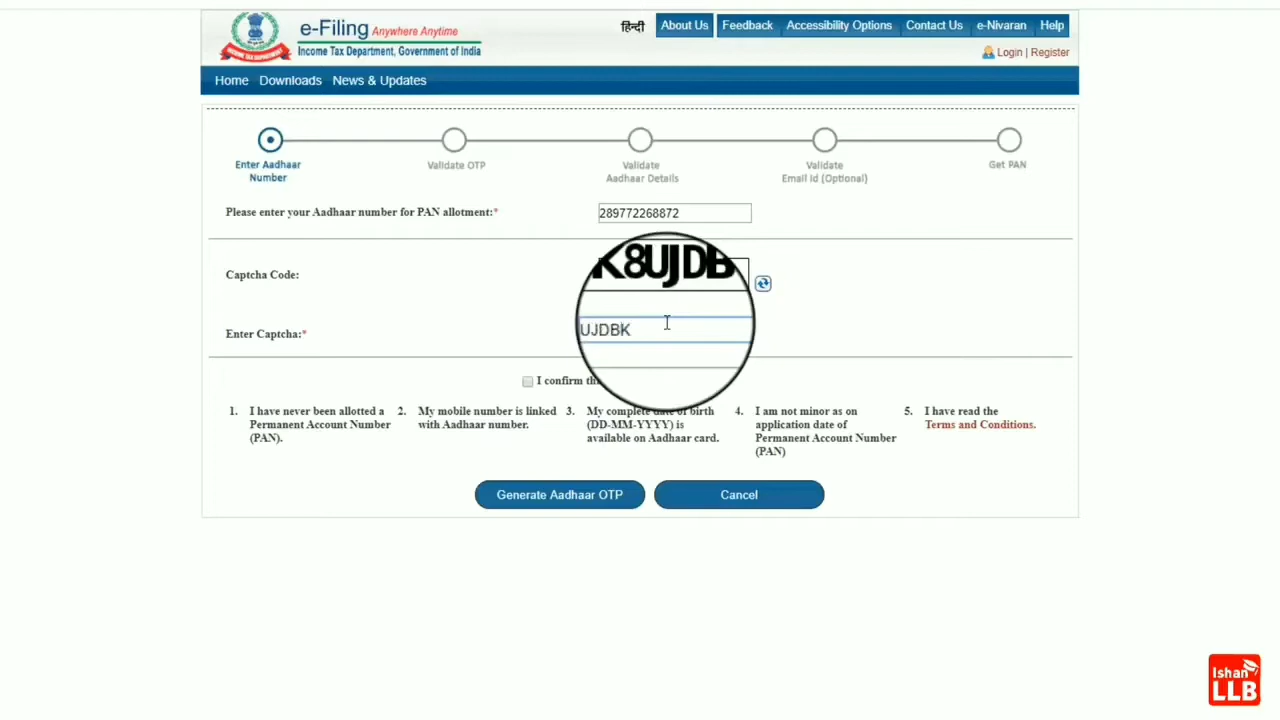 e-Filing Anywhere Anytime
Income Tax Department, Government of India
हिन्दी About Us Feedback Accessibility Options Contact Us e-Nivaran Help
Login | Register
Home Downloads News & Updates
Enter Aadhaar Number
Validate OTP
Validate Aadhaar Details
Validate Email Id (Optional)
Get PAN
Please enter your Aadhaar number for PAN allotment:* 289772268872
Captcha Code: K8UJDB
Enter Captcha:* UJDBK
I confirm
1. I have never been allotted a
Permanent Account Number
(PAN).
2. My mobile number is linked
with Aadhaar number.
3. My complete date of birth
(DD-MM-YYYY) is
available on Aadhaar card.
4. I am not minor as on
application date of
Permanent Account Number
(PAN)
5. I have read the
Terms and Conditions.
Generate Aadhaar OTP Cancel
Ishan
LLB